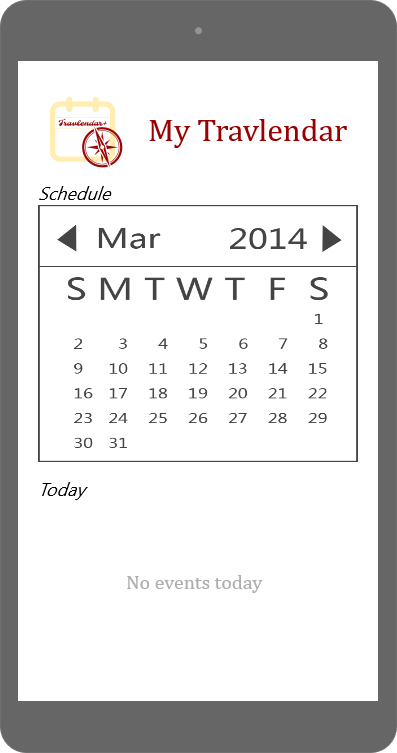 Travlendar+
My Travlendar
Schedule
Mar 2014
S M T W T F S
1
2 3 4 5 6 7 8
9 10 11 12 13 14 15
16 17 18 19 20 21 22
23 24 25 26 27 28 29
30 31
Today
No events today